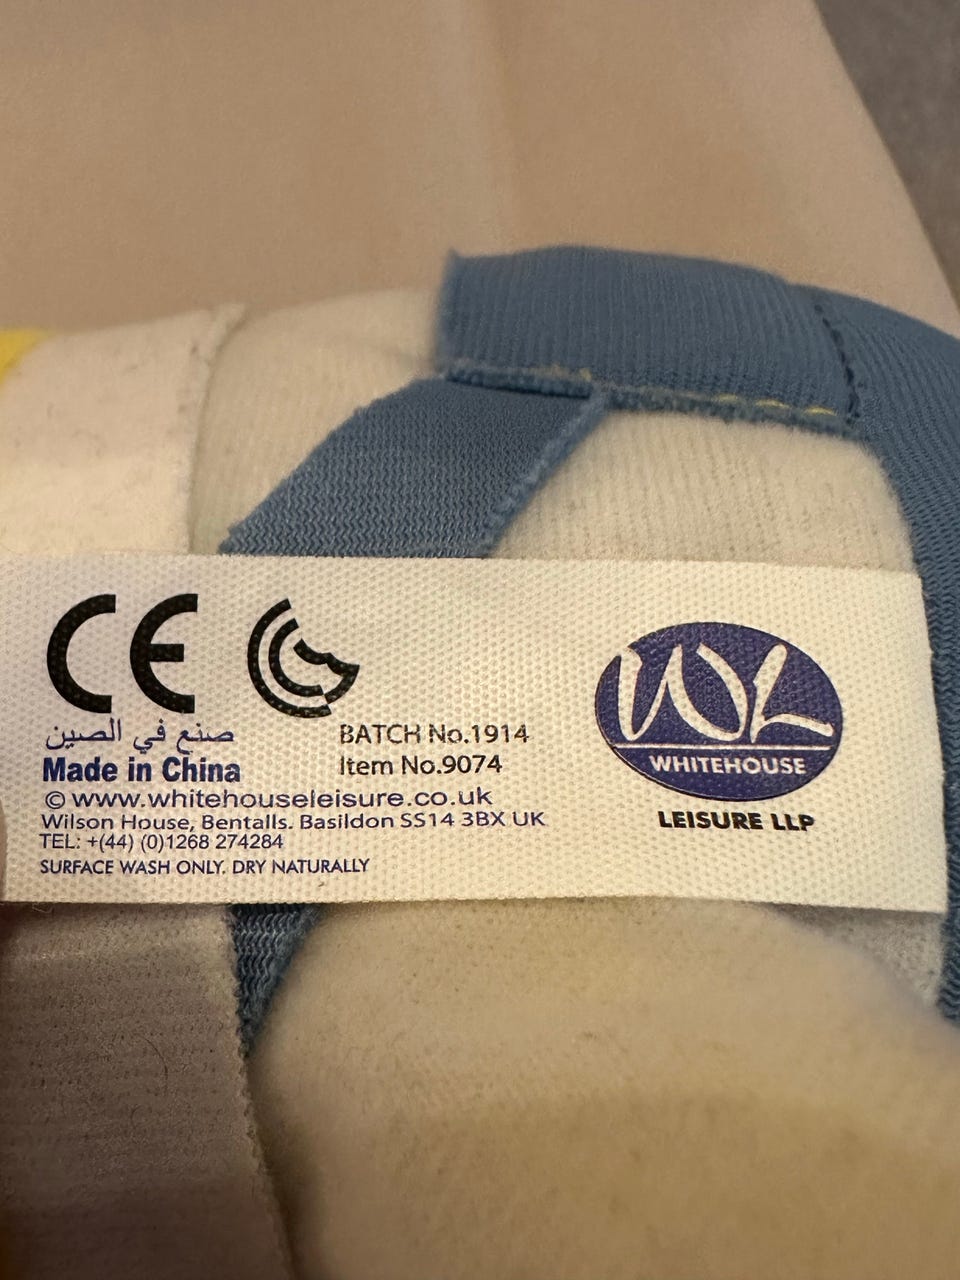 CE
صنع في الصين
Made in China
BATCH No.1914
Item No.9074
© www.whitehouseleisure.co.uk
Wilson House, Bentalls. Basildon SS14 3BX UK
TEL: +(44) (0)1268 274284
SURFACE WASH ONLY. DRY NATURALLY
WL
WHITEHOUSE
LEISURE LLP